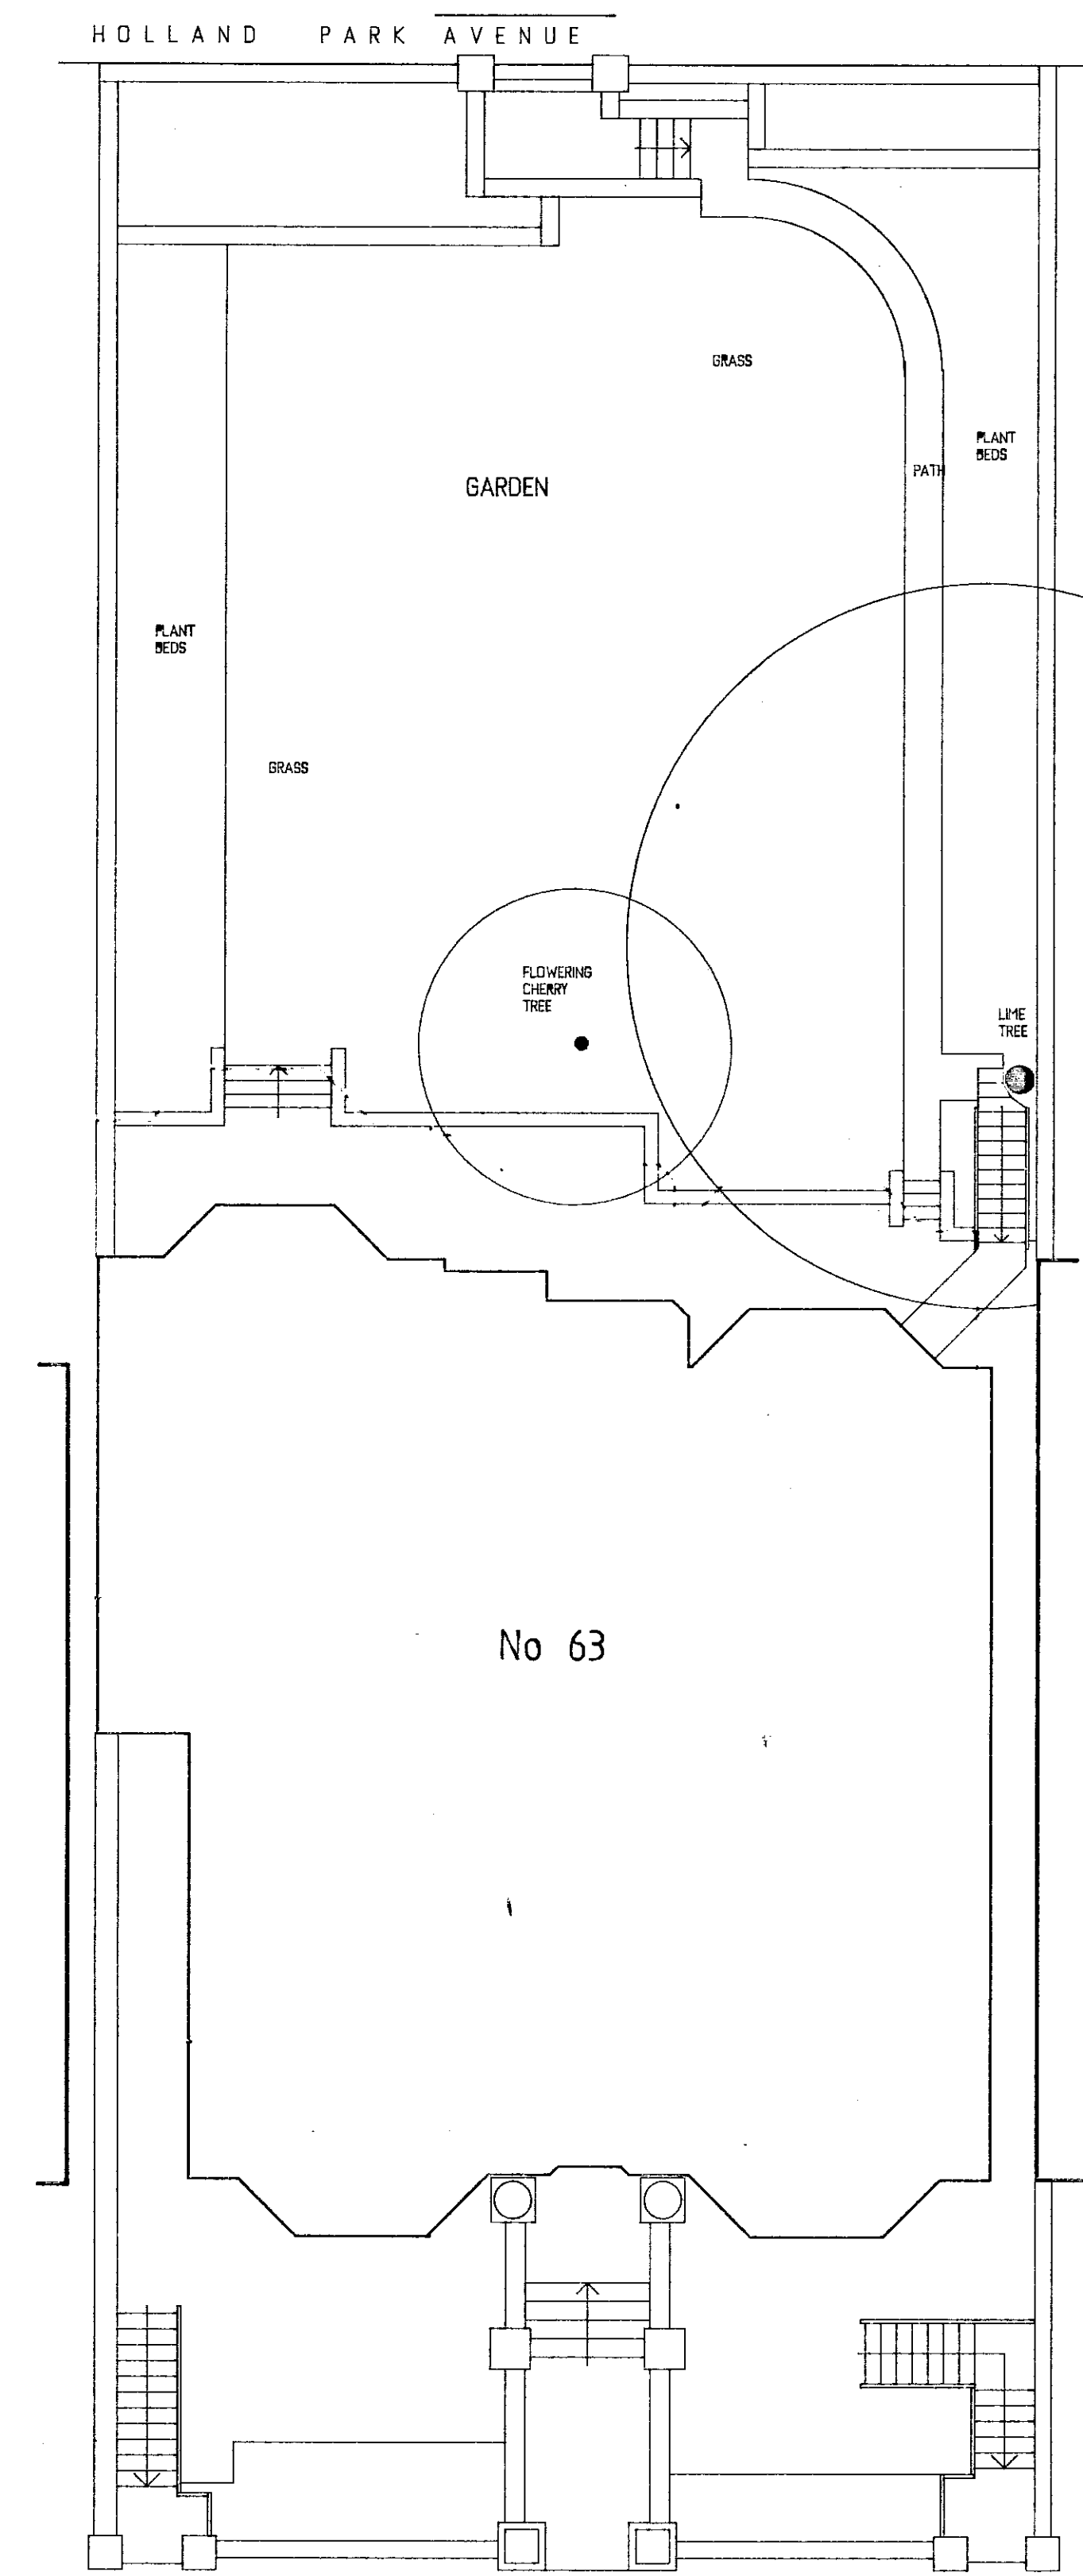 HOLLAND PARK AVENUE
GRASS
PLANT
BEDS
PATH
GARDEN
PLANT
BEDS
GRASS
FLOWERING
CHERRY
TREE
LIME
TREE
No 63